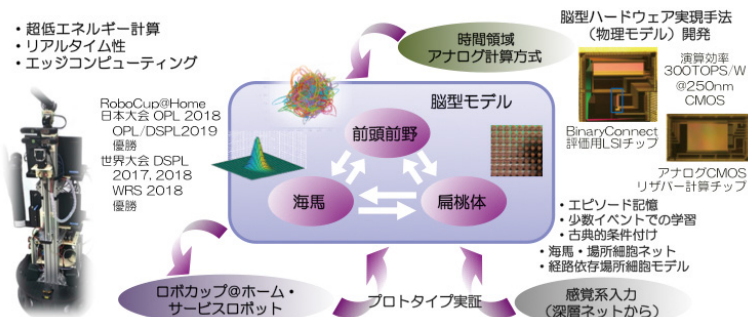 ・超低エネルギー計算
・リアルタイム性
・エッジコンピューティング
RoboCup@Home
日本大会 OPL 2018
OPL/DSPL2019
優勝
世界大会 DSPL
2017, 2018
WRS 2018
優勝
時間領域
アナログ計算方式
脳型モデル
前頭前野
海馬
扁桃体
脳型ハードウェア実現手法
（物理モデル）開発
演算効率
300TOPS/W
@250nm
CMOS
BinaryConnect
評価用LSIチップ
アナログCMOS
リザバー計算チップ
・エピソード記憶
・少数イベントでの学習
・古典的条件付け
・海馬・場所細胞ネット
・経路依存場所細胞モデル
ロボカップ@ホーム・
サービスロボット
プロトタイプ実証
感覚系入力
（深層ネットから）